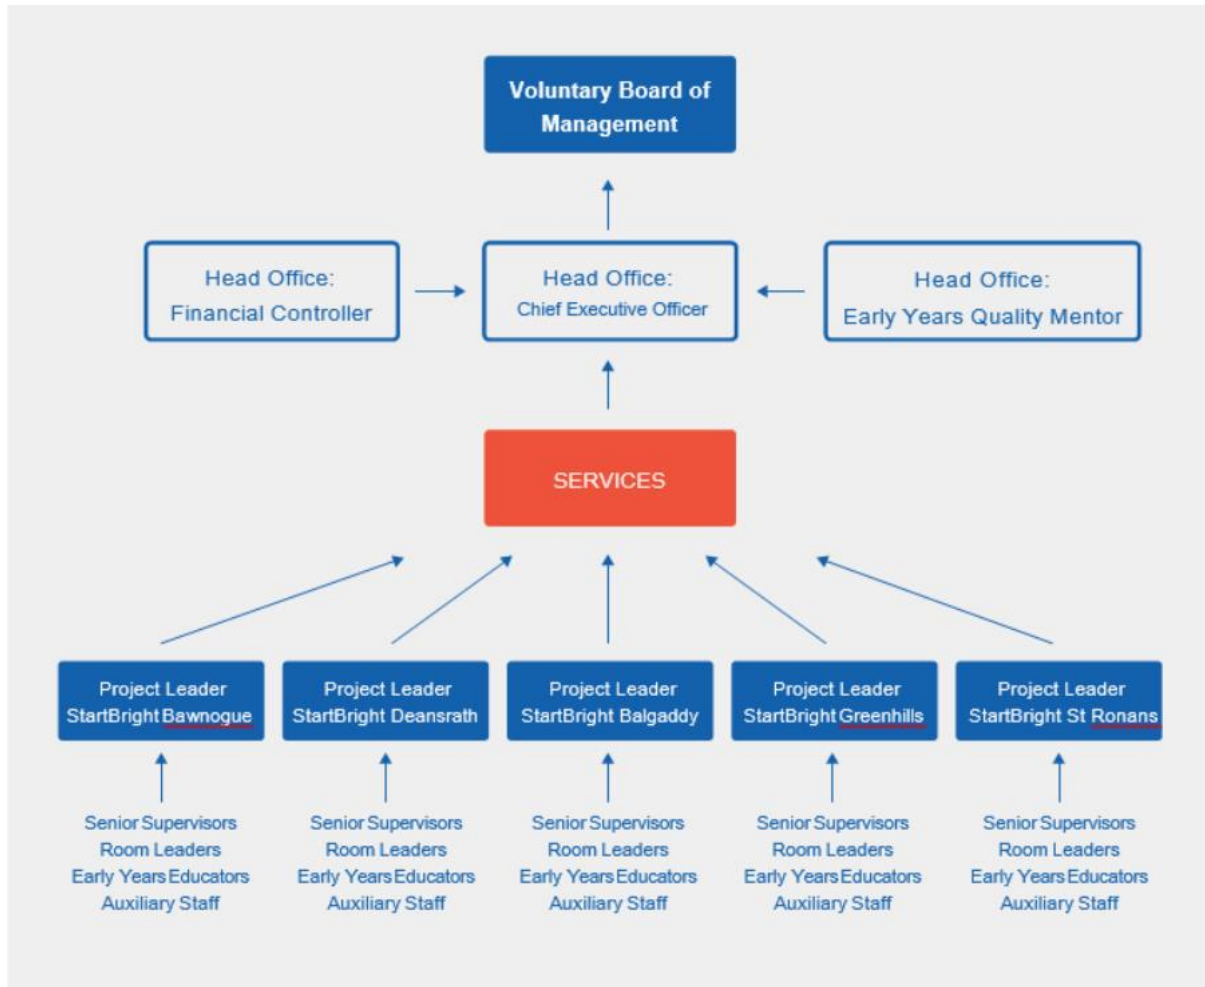 Voluntary Board of
Management
Head Office:
Financial Controller
Head Office:
Chief Executive Officer
Head Office:
Early Years Quality Mentor
SERVICES
Project Leader
StartBright Bawnogue
Project Leader
StartBright Deansrath
Project Leader
StartBright Balgaddy
Project Leader
StartBright Greenhills
Project Leader
StartBright St Ronans
Senior Supervisors
Room Leaders
Early Years Educators
Auxiliary Staff
Senior Supervisors
Room Leaders
Early Years Educators
Auxiliary Staff
Senior Supervisors
Room Leaders
Early Years Educators
Auxiliary Staff
Senior Supervisors
Room Leaders
Early Years Educators
Auxiliary Staff
Senior Supervisors
Room Leaders
Early Years Educators
Auxiliary Staff